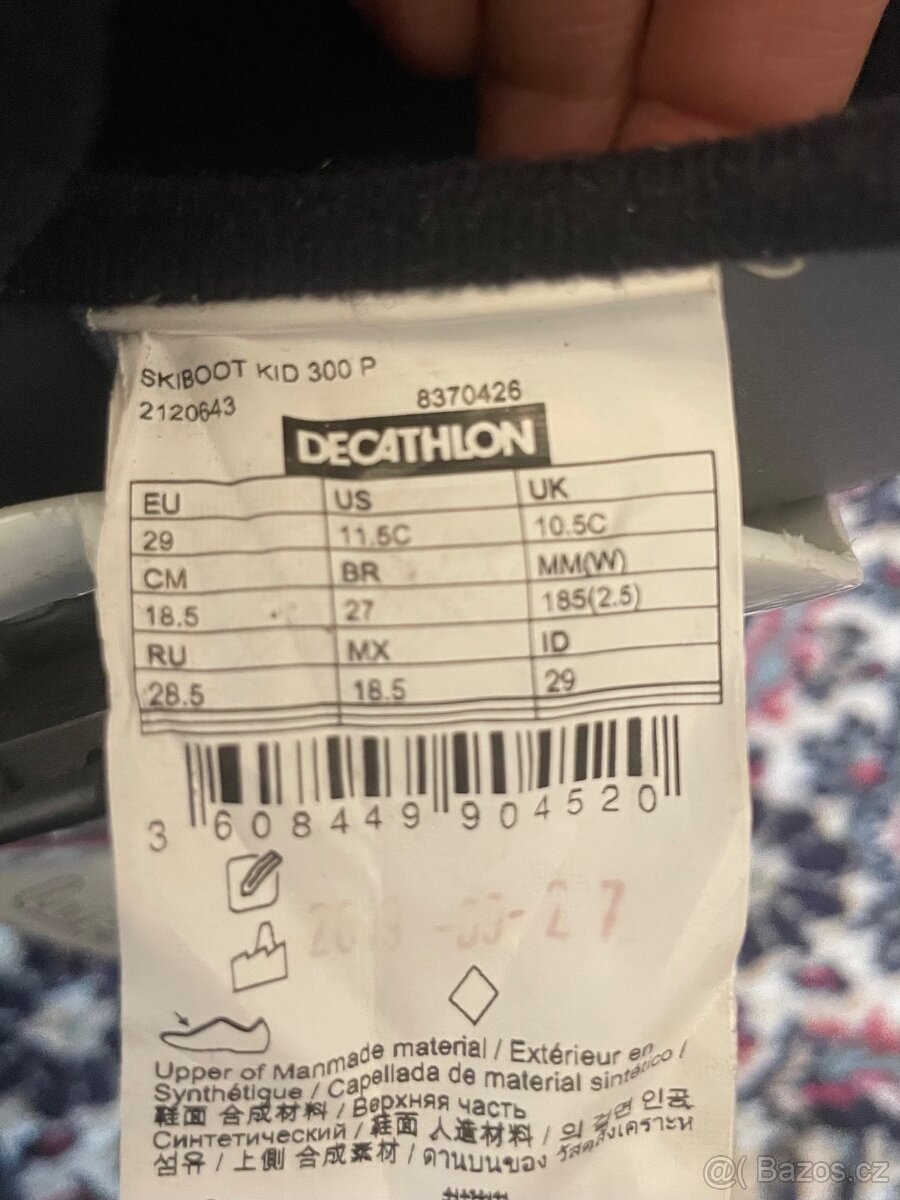 SKIBOOT KID 300 P
2120643 8370426
DECATHLON
EU US UK
29 11.5C 10.5C
CM BR MM(W)
18.5 27 185(2.5)
RU MX ID
28.5 18.5 29
3 608449 904520
27
Upper of Manmade material / Extérieur en
Synthétique / Capellada de material sintético /
鞋面 合成材料 / Верхняя часть
Синтетический / 鞋面 人造材料 / 의 겉면 인공
섬유 / 上側 合成素材 / ด้านบนของ วัสดุสังเคราะห์
@( Bazos.cz